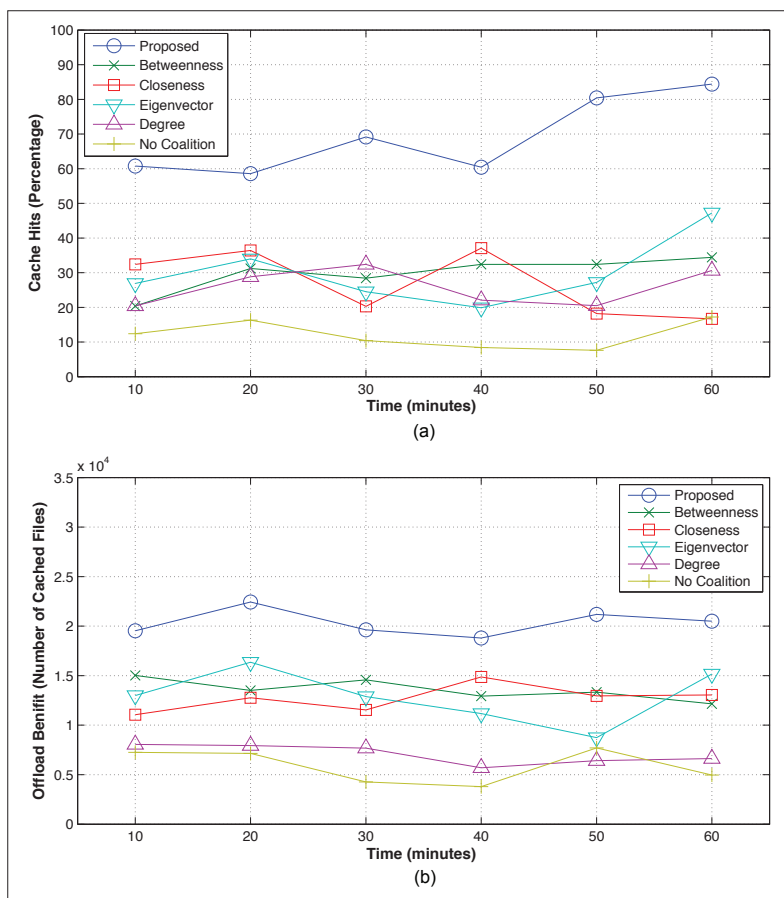 100
90
80
70
60
50
40
30
20
10
0
Cache Hits (Percentage)
Proposed
Betweenness
Closeness
Eigenvector
Degree
No Coalition
10 20 30 40 50 60
Time (minutes)
(a)
x 10^4
3.5
3
2.5
2
1.5
1
0.5
0
Offload Benifit (Number of Cached Files)
Proposed
Betweenness
Closeness
Eigenvector
Degree
No Coalition
10 20 30 40 50 60
Time (minutes)
(b)